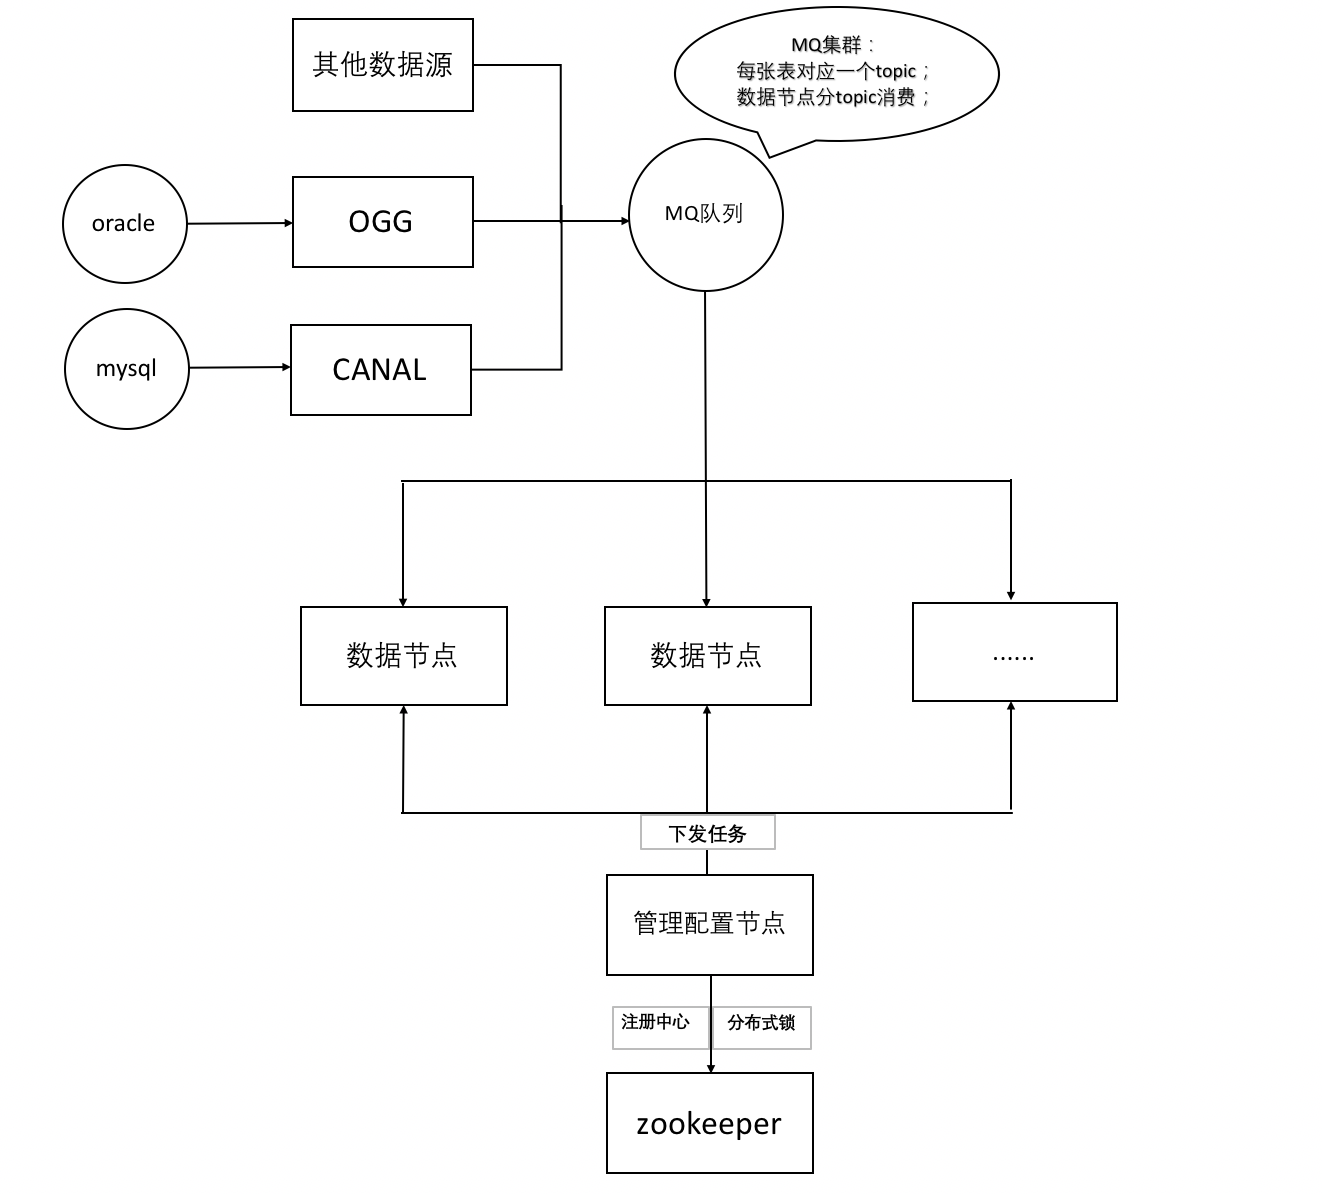 其他数据源
MQ集群：
每张表对应一个topic；
数据节点分topic消费；
oracle
OGG
MQ队列
mysql
CANAL
数据节点
数据节点
......
下发任务
管理配置节点
注册中心
分布式锁
zookeeper